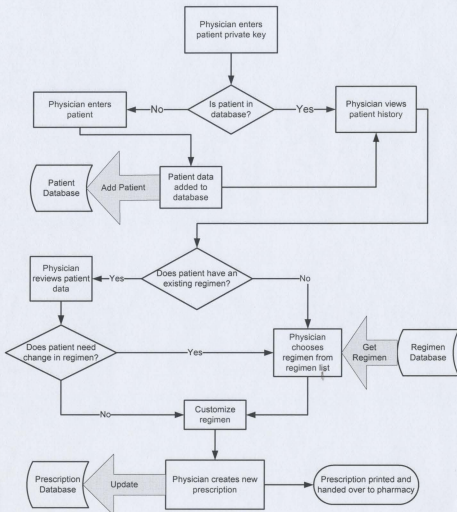 Physician enters
patient private key
Is patient in
database?
No
Yes
Physician enters
patient
Physician views
patient history
Patient
Database
Add Patient
Patient data
added to
database
Does patient have an
existing regimen?
Yes
No
Physician
reviews patient
data
Does patient need
change in regimen?
Yes
Physician
chooses
regimen from
regimen list
Get
Regimen
Regimen
Database
No
Customize
regimen
Prescription
Database
Update
Physician creates new
prescription
Prescription printed and
handed over to pharmacy